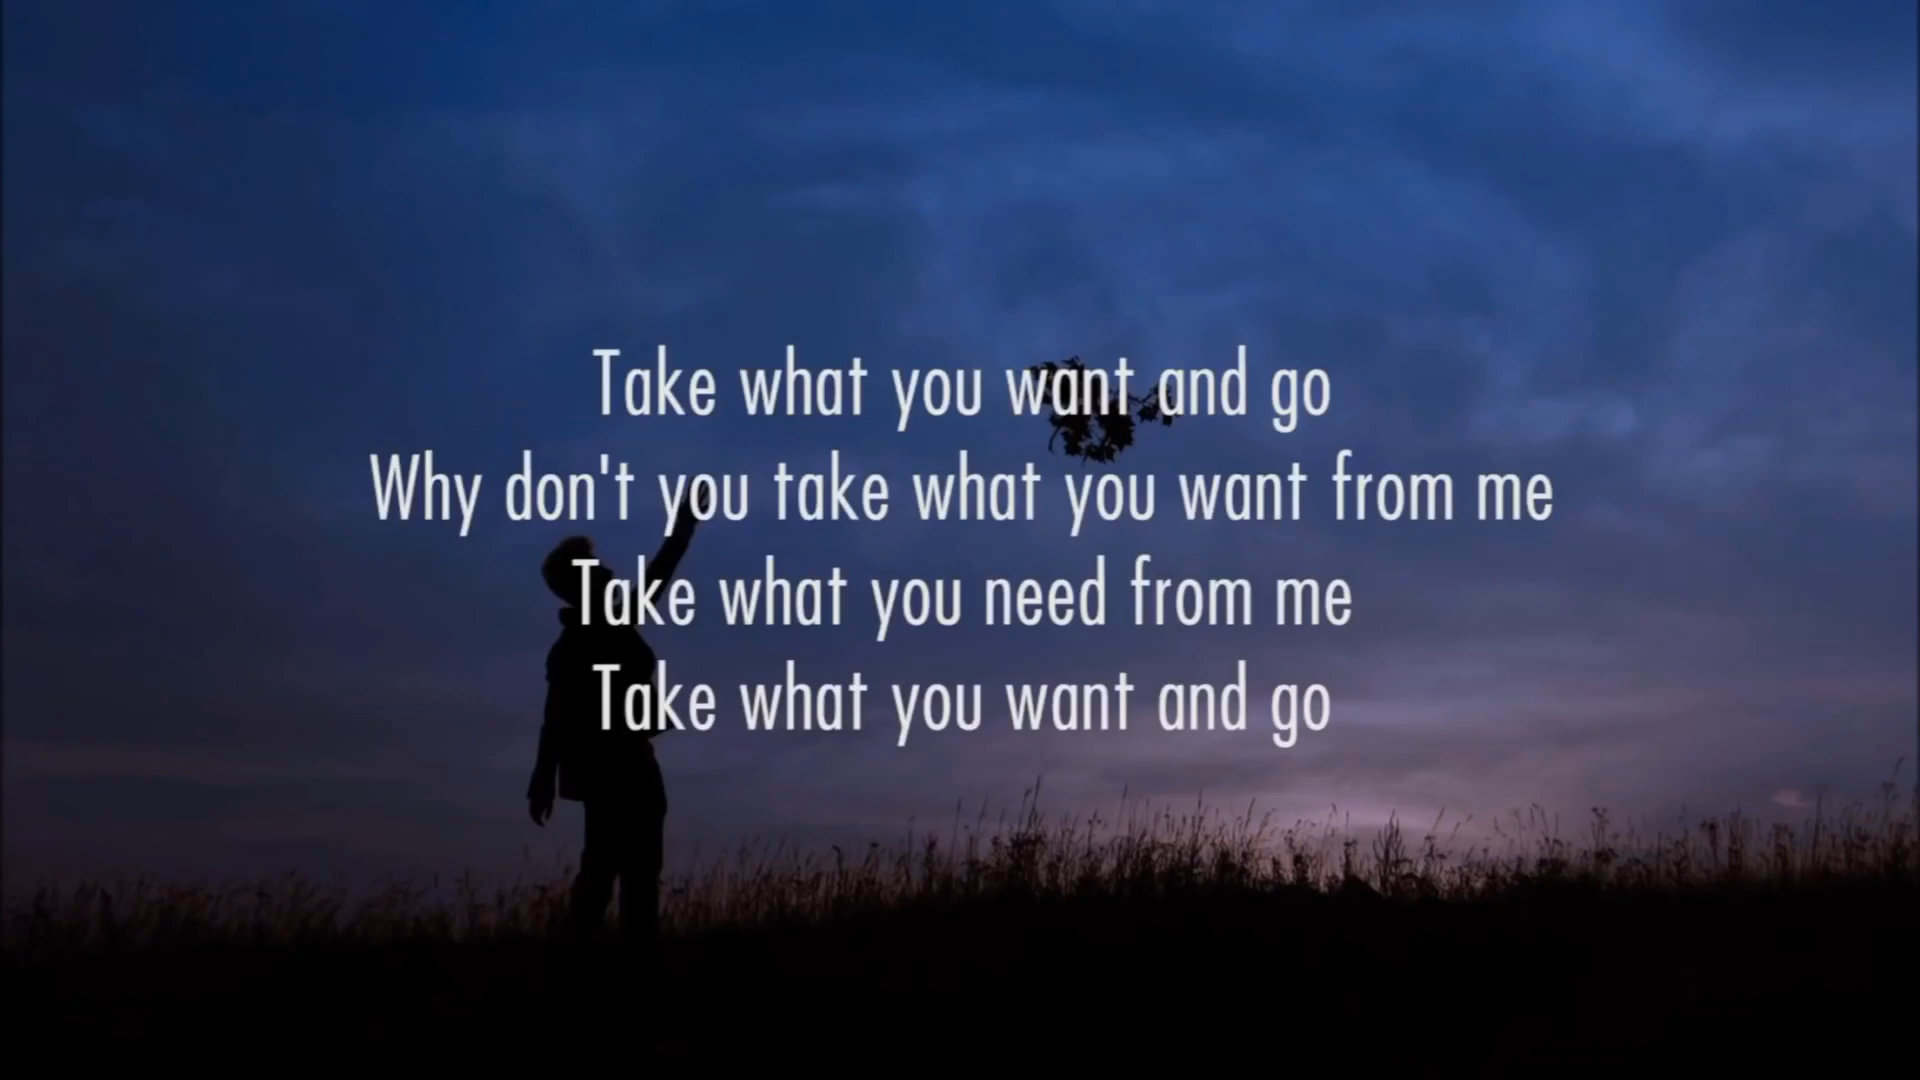 Take what you want and go
Why don't you take what you want from me
Take what you need from me
Take what you want and go